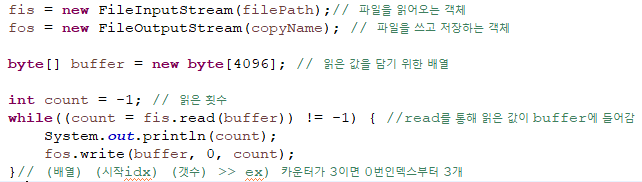 fis = new FileInputStream(filePath);// 파일을 읽어오는 객체
fos = new FileOutputStream(copyName); // 파일을 쓰고 저장하는 객체
byte[] buffer = new byte[4096]; // 읽은 값을 담기 위한 배열
int count = -1; // 읽은 횟수
while((count = fis.read(buffer)) != -1) { //read를 통해 읽은 값이 buffer에 들어감
System.out.println(count);
fos.write(buffer, 0, count);
}// (배열) (시작idx) (갯수) >> ex) 카운터가 3이면 0번인덱스부터 3개